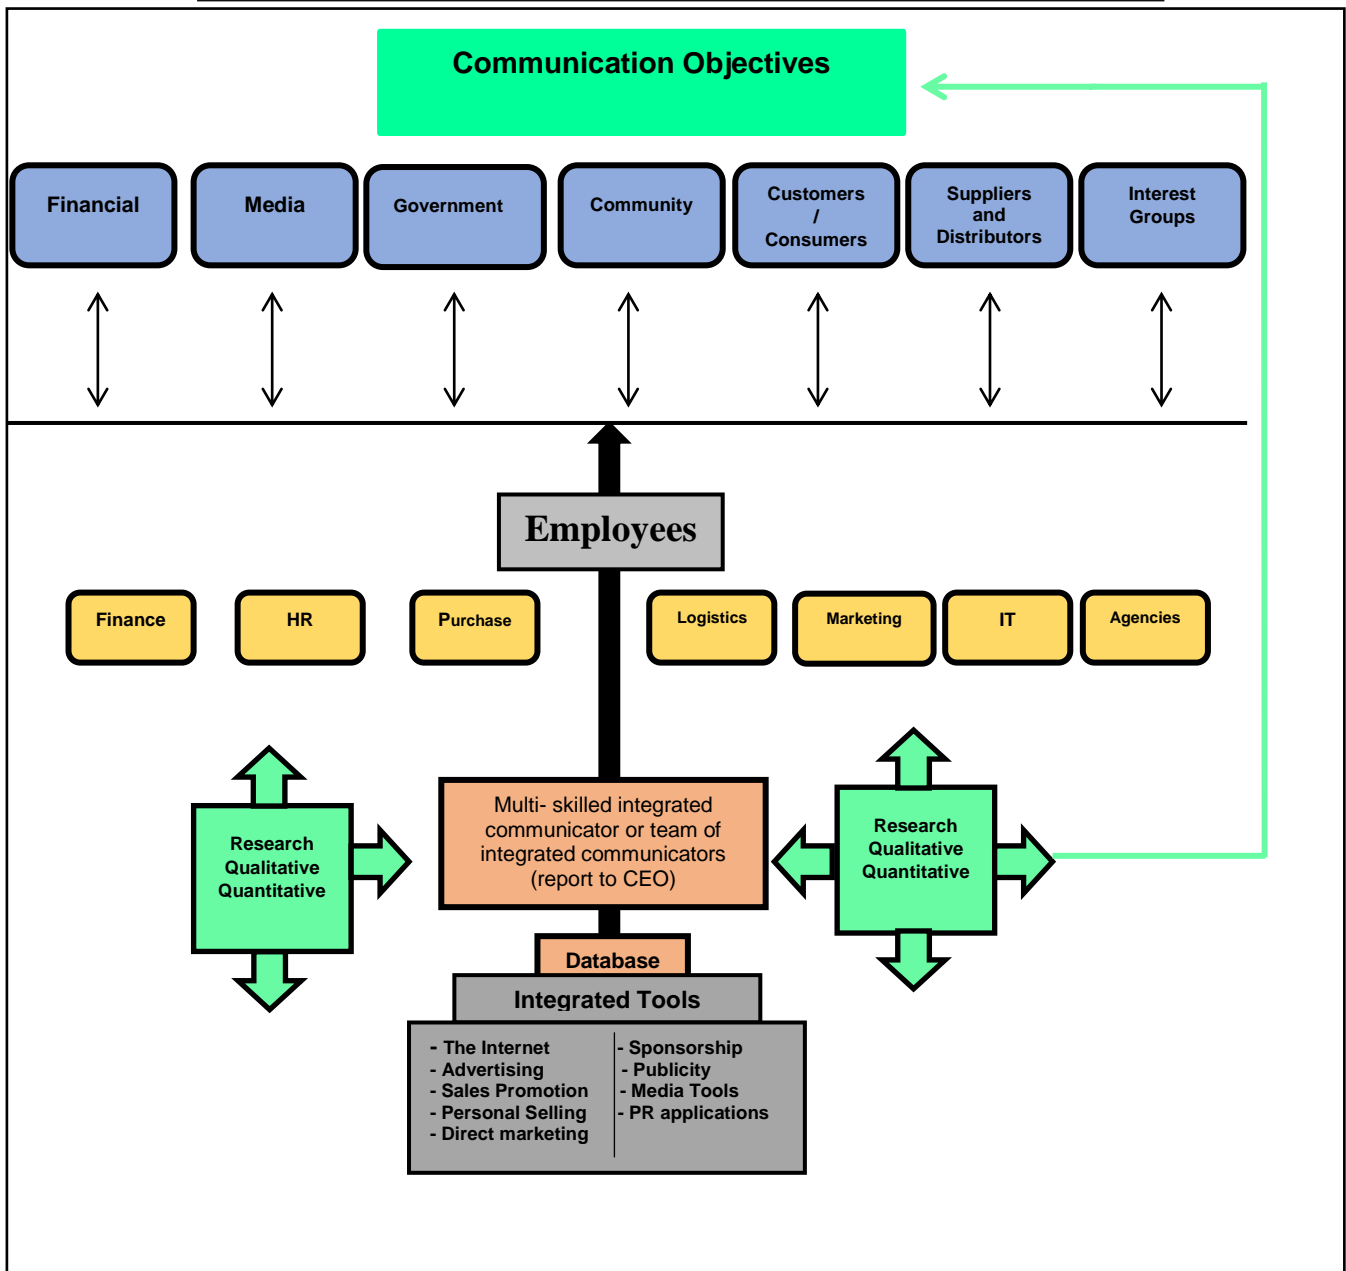 Communication Objectives
Financial
Media
Government
Community
Customers
/
Consumers
Suppliers
and
Distributors
Interest
Groups
Employees
Finance
HR
Purchase
Logistics
Marketing
IT
Agencies
Research
Qualitative
Quantitative
Multi- skilled integrated
communicator or team of
integrated communicators
(report to CEO)
Research
Qualitative
Quantitative
Database
Integrated Tools
- The Internet
- Advertising
- Sales Promotion
- Personal Selling
- Direct marketing
- Sponsorship
- Publicity
- Media Tools
- PR applications